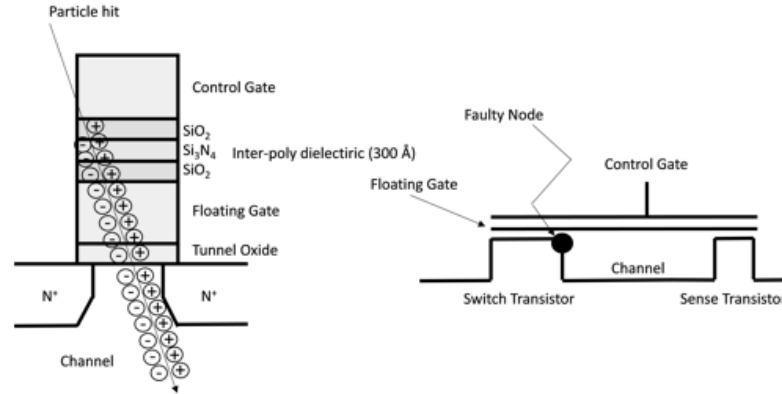 Particle hit
Control Gate
SiO2
Si3N4
SiO2
Inter-poly dielectiric (300 Å)
Floating Gate
Tunnel Oxide
N+
N+
Channel
Faulty Node
Control Gate
Floating Gate
Channel
Switch Transistor
Sense Transistor